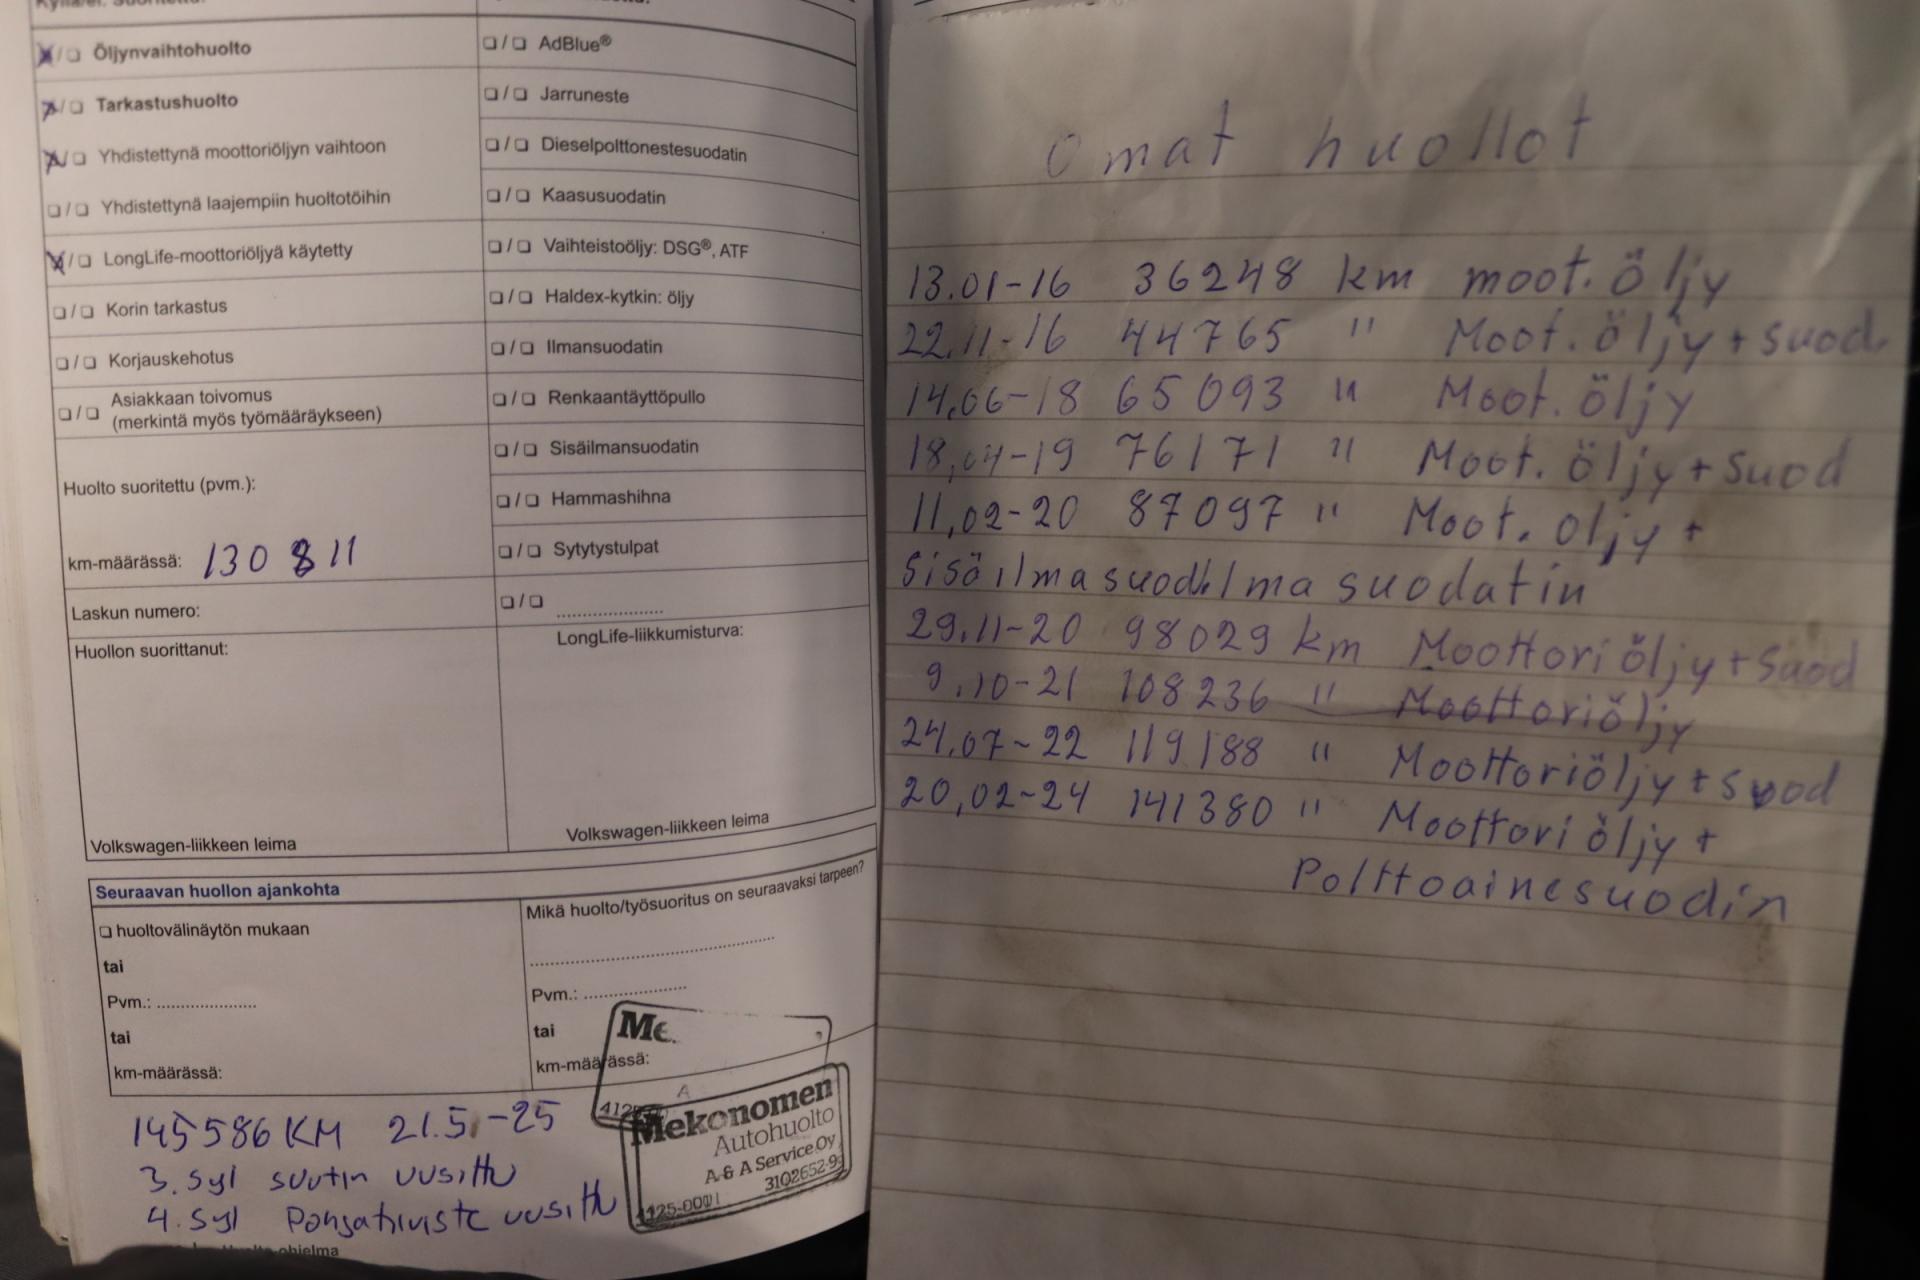 Öljynvaihtohuolto
Tarkastushuolto
Yhdistettynä moottoriöljyn vaihtoon
Yhdistettynä laajempiin huoltotöihin
LongLife-moottoriöljyä käytetty
Korin tarkastus
Korjauskehotus
Asiakkaan toivomus
(merkintä myös työmääräykseen)
Huolto suoritettu (pvm.):
km-määrässä: 130 811
Laskun numero:
Huollon suorittanut:
Volkswagen-liikkeen leima
AdBlue®
Jarruneste
Dieselpolttonestesuodatin
Kaasusuodatin
Vaihteistoöljy: DSG®, ATF
Haldex-kytkin: öljy
Ilmansuodatin
Renkaantäyttöpullo
Sisäilmansuodatin
Hammashihna
Sytytystulpat
....................
LongLife-liikkumisturva:
Volkswagen-liikkeen leima
Seuraavan huollon ajankohta
huoltovälinäytön mukaan
tai
Pvm.: ....................
tai
km-määrässä:
Mikä huolto/työsuoritus on seuraavaksi tarpeen?
Pvm.: ....................
tai
km-määrässä:
Mekonomen
Autohuolto
A & A Service Oy
145586 KM 21.5.-25
3. syl suutin uusittu
4. syl Pohjatiiviste uusittu
Omat huollot
13.01-16 36248 km moot.öljy
22.11-16 44765 " Moot.öljy+suod.
14,06-18 65093 " Moot.öljy
18,04-19 76171 " Moot.öljy+suod
11,02-20 87097 " Moot.oljy+
sisäilmasuod.Ilmasuodatin
29.11-20 98029 km Moottoriöljy+suod
9.10-21 108236 " Moottoriöljy
24.07-22 119188 " Moottoriöljy+suod
20,02-24 141380 " Moottoriöljy+
Polttoainesuodin